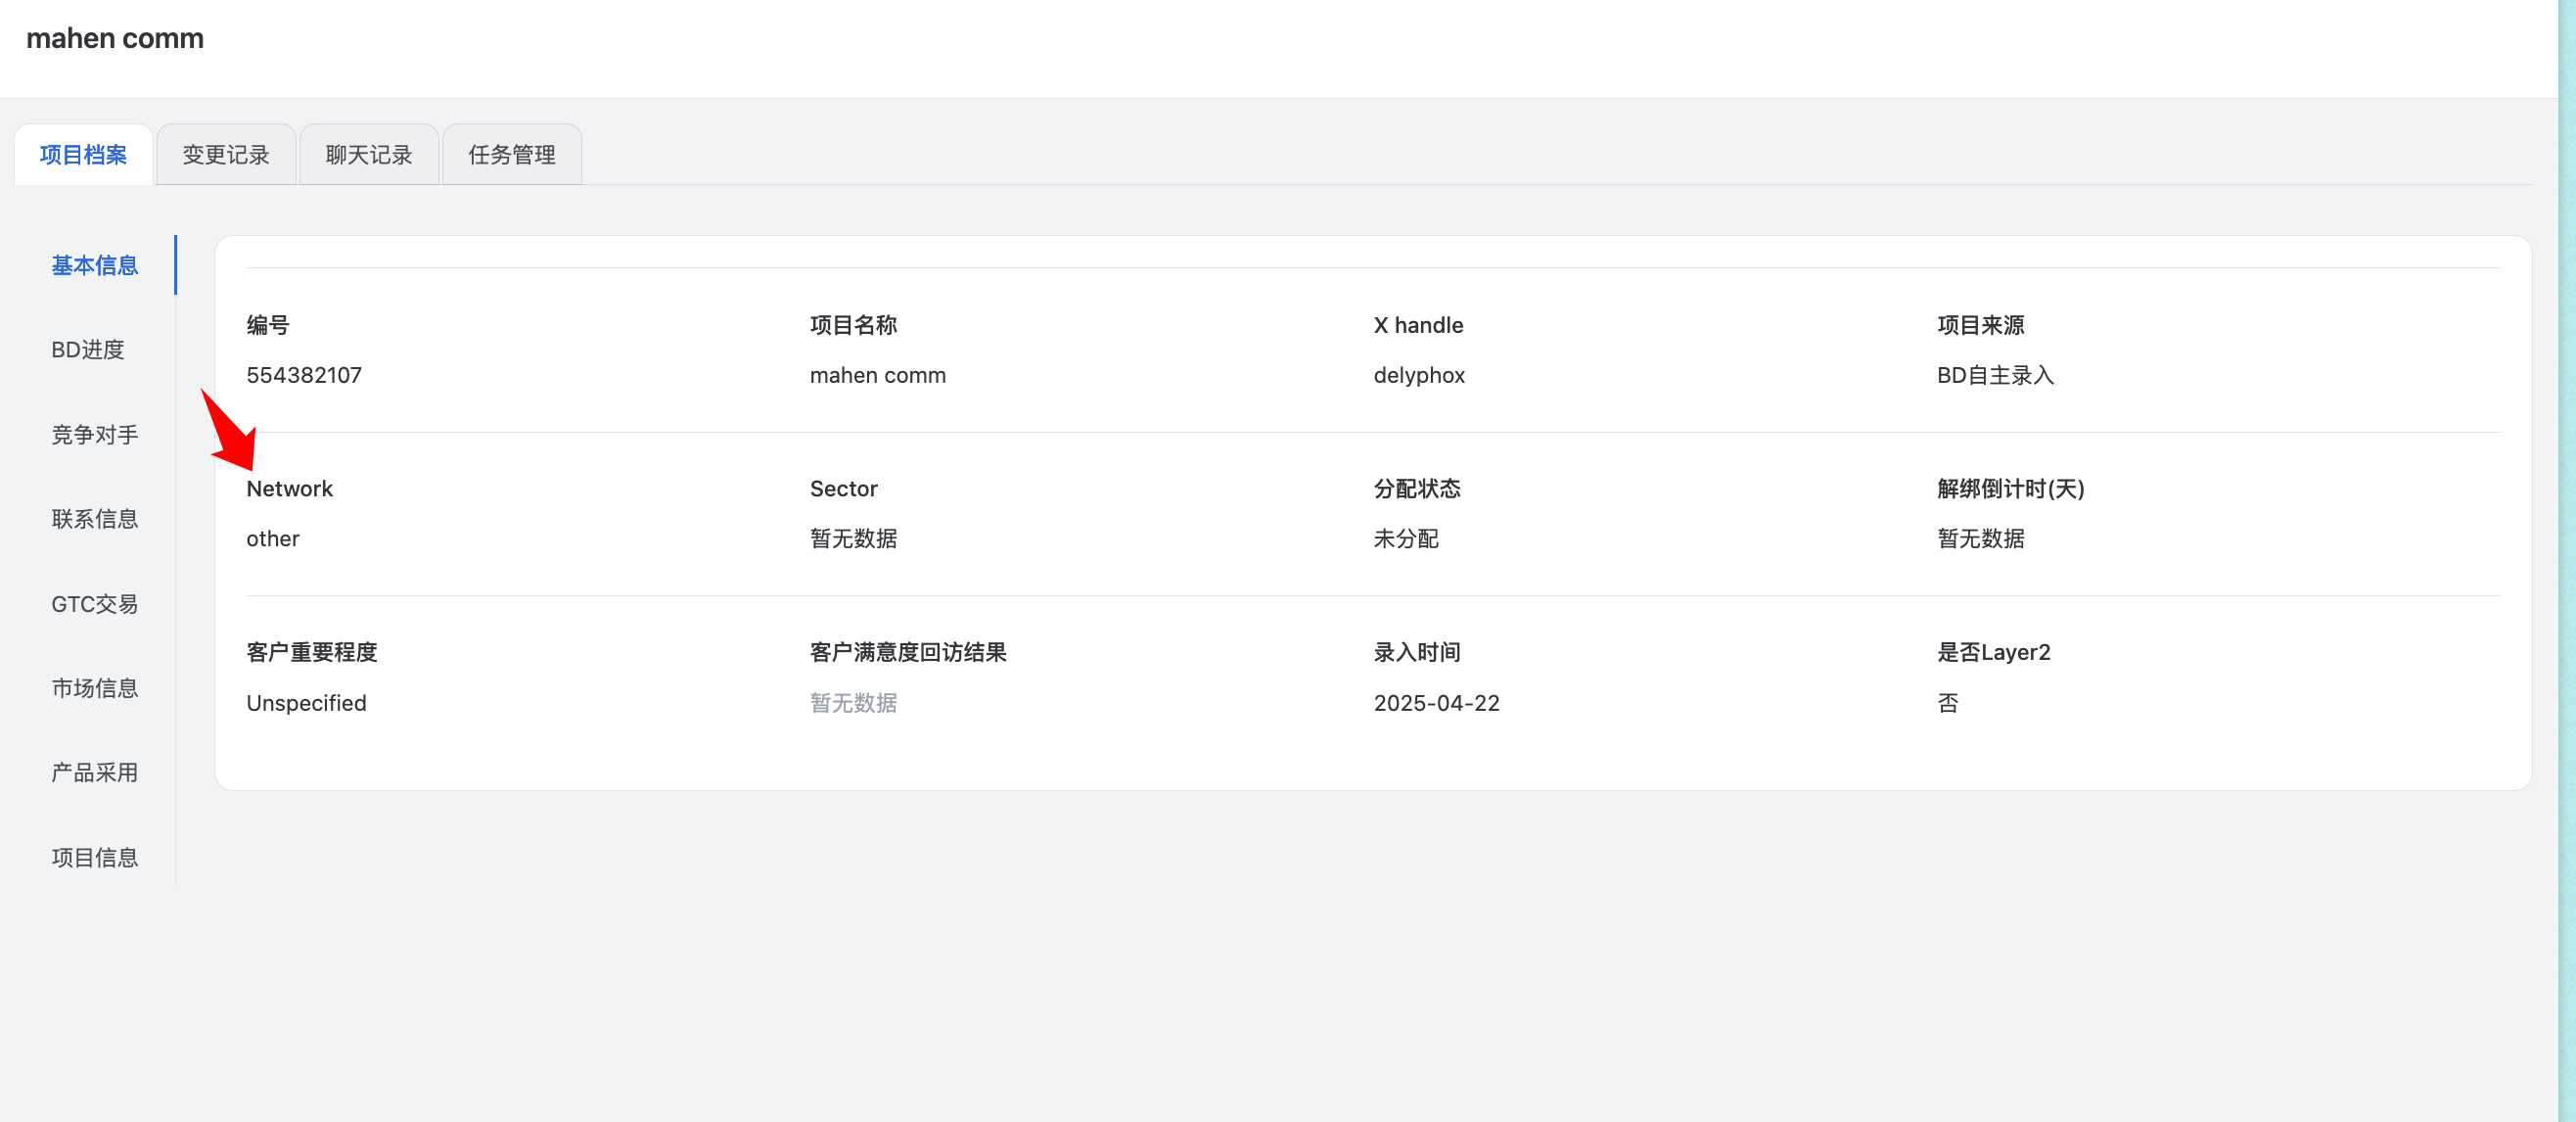 mahen comm
项目档案 变更记录 聊天记录 任务管理
基本信息
BD进度
竞争对手
联系信息
GTC交易
市场信息
产品采用
项目信息
编号 项目名称 X handle 项目来源
554382107 mahen comm delyphox BD自主录入
Network Sector 分配状态 解绑倒计时(天)
other 暂无数据 未分配 暂无数据
客户重要程度 客户满意度回访结果 录入时间 是否Layer2
Unspecified 暂无数据 2025-04-22 否